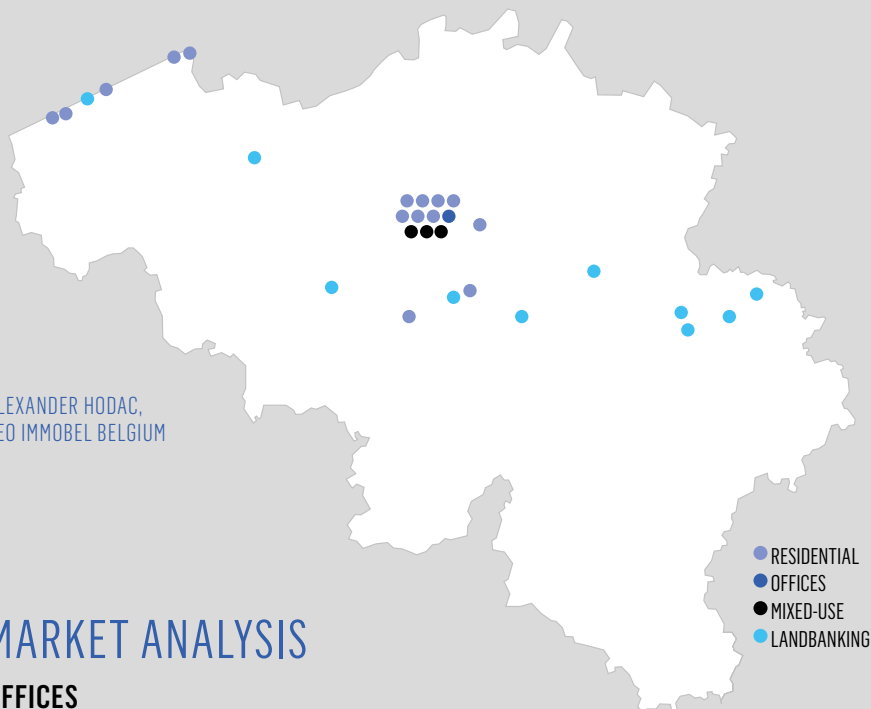 LEXANDER HODAC,
EO IMMOBEL BELGIUM
RESIDENTIAL
OFFICES
MIXED-USE
LANDBANKING
MARKET ANALYSIS
FFICES